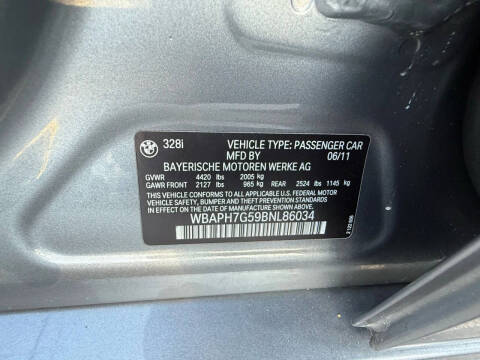 328i VEHICLE TYPE: PASSENGER CAR
MFD BY 06/11
BAYERISCHE MOTOREN WERKE AG
GVWR 4420 lbs 2005 kg
GAWR FRONT 2127 lbs 965 kg REAR 2524 lbs 1145 kg
THIS VEHICLE CONFORMS TO ALL APPLICABLE U.S. FEDERAL MOTOR
VEHICLE SAFETY, BUMPER, AND THEFT PREVENTION STANDARDS IN
EFFECT ON THE DATE OF MANUFACTURE SHOWN ABOVE.
WBAPH7G59BNL86034